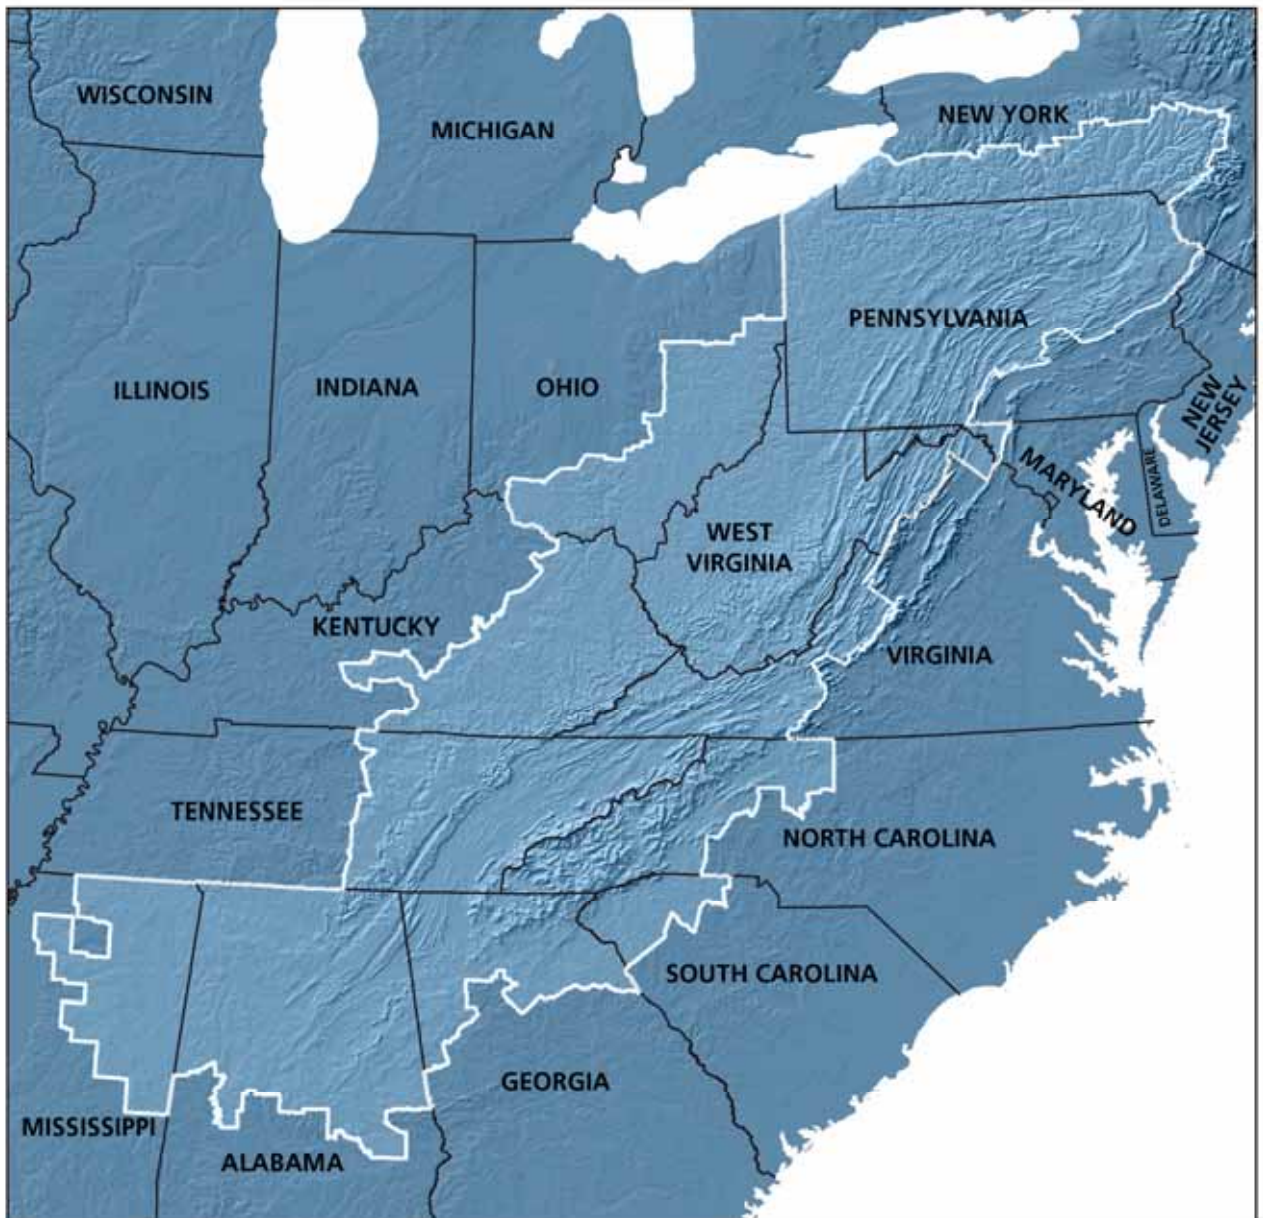 WISCONSIN
MICHIGAN
NEW YORK
PENNSYLVANIA
ILLINOIS
INDIANA
OHIO
NEW
JERSEY
MARYLAND
DELAWARE
WEST
VIRGINIA
KENTUCKY
VIRGINIA
TENNESSEE
NORTH CAROLINA
SOUTH CAROLINA
GEORGIA
MISSISSIPPI
ALABAMA